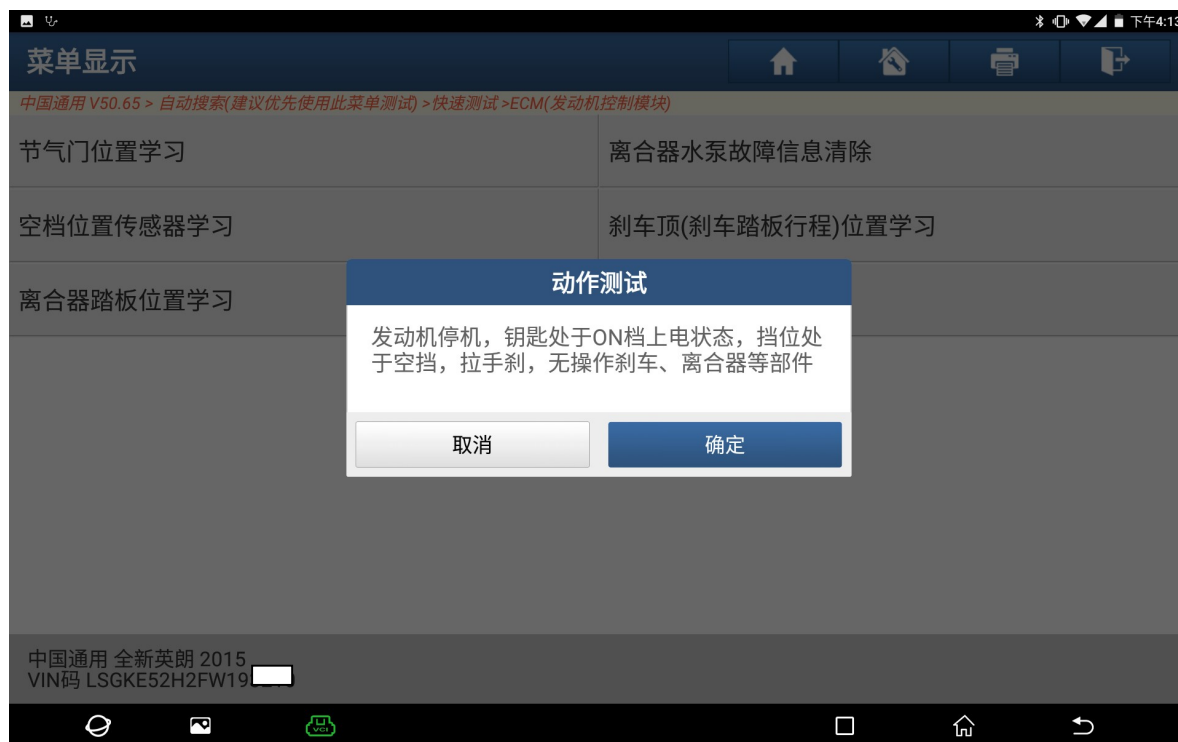 下午4:13
菜单显示
中国通用 V50.65 > 自动搜索(建议优先使用此菜单测试) >快速测试 >ECM(发动机控制模块)
节气门位置学习
离合器水泵故障信息清除
空档位置传感器学习
刹车顶(刹车踏板行程)位置学习
离合器踏板位置学习
动作测试
发动机停机，钥匙处于ON档上电状态，挡位处
于空挡，拉手刹，无操作刹车、离合器等部件
取消
确定
中国通用 全新英朗 2015
VIN码
VCI